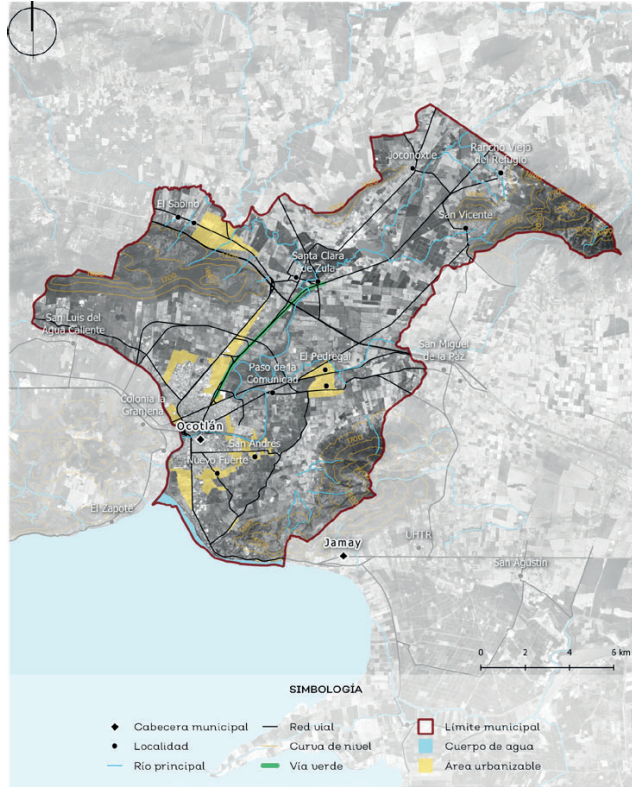 Joconoxtle
Rancho Viejo
del Refugio
El Sabino
San Vicente
Santa Clara
de Zula
San Luis del
Agua Caliente
San Miguel
de la Paz
El Pedregal
Paso de la
Comunidad
Colonia la
Granjena
Ocotlán
San Andrés
Nuevo Fuerte
El Zapote
Jamay
UHTR
San Agustín
0 2 4 6 km
SIMBOLOGÍA
Cabecera municipal
Red vial
Límite municipal
Localidad
Curva de nivel
Cuerpo de agua
Río principal
Vía verde
Área urbanizable